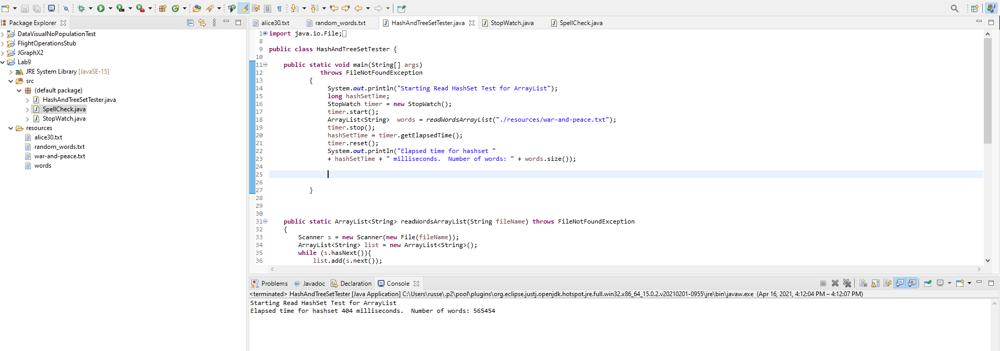 Package Explorer
DataVisualNoPopulationTest
FlightOperationsStub
JGraphX2
Lab9
JRE System Library [JavaSE-15]
src
(default package)
HashAndTreeSetTester.java
SpellCheck.java
StopWatch.java
resources
alice30.txt
random_words.txt
war-and-peace.txt
words
alice30.txt random_words.txt HashAndTreeSetTester.java StopWatch.java SpellCheck.java
1 import java.io.File;
8
9 public class HashAndTreeSetTester {
10
11 public static void main(String[] args)
12 throws FileNotFoundException
13 {
14 System.out.println("Starting Read HashSet Test for ArrayList");
15 long hashSetTime;
16 StopWatch timer = new StopWatch();
17 timer.start();
18 ArrayList<String>  words = readWordsArrayList("./resources/war-and-peace.txt");
19 timer.stop();
20 hashSetTime = timer.getElapsedTime();
21 timer.reset();
22 System.out.println("Elapsed time for hashset "
23 + hashSetTime + " milliseconds.  Number of words: " + words.size());
24
25
26
27 }
28
29
30
31 public static ArrayList<String> readWordsArrayList(String fileName) throws FileNotFoundException
32 {
33 Scanner s = new Scanner(new File(fileName));
34 ArrayList<String> list = new ArrayList<String>();
35 while (s.hasNext()){
36 list.add(s.next());
Problems @ Javadoc Declaration Console
<terminated> HashAndTreeSetTester [Java Application] C:\Users\russe\.p2\pool\plugins\org.eclipse.justj.openjdk.hotspot.jre.full.win32.x86_64_15.0.2.v20210201-0955\jre\bin\javaw.exe (Apr 16, 2021, 4:12:04 PM – 4:12:07 PM)
Starting Read HashSet Test for ArrayList
Elapsed time for hashset 404 milliseconds.  Number of words: 565454